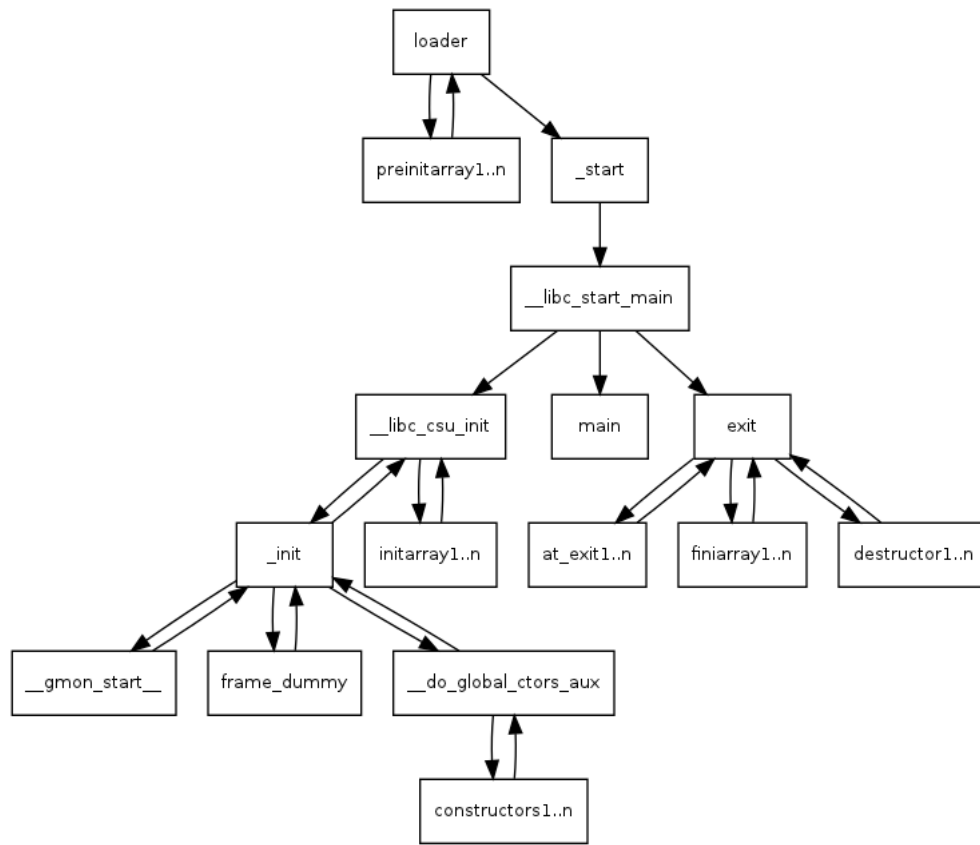 loader
preinitarray1..n
_start
__libc_start_main
__libc_csu_init
main
exit
_init
initarray1..n
at_exit1..n
finiarray1..n
destructor1..n
__gmon_start__
frame_dummy
__do_global_ctors_aux
constructors1..n